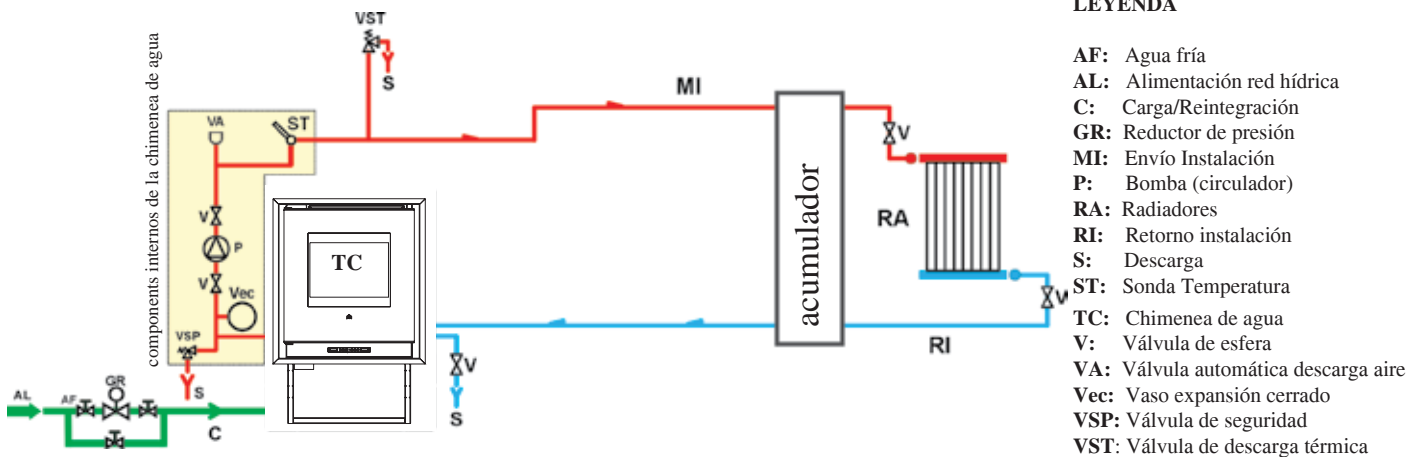 LEYENDA
AF: Agua fría
AL: Alimentación red hídrica
C: Carga/Reintegración
GR: Reductor de presión
MI: Envío Instalación
P: Bomba (circulador)
RA: Radiadores
RI: Retorno instalación
S: Descarga
ST: Sonda Temperatura
TC: Chimenea de agua
V: Válvula de esfera
VA: Válvula automática descarga aire
Vec: Vaso expansión cerrado
VSP: Válvula de seguridad
VST: Válvula de descarga térmica
components internos de la chimenea de agua
VST
S
MI
VA
ST
V
P
V
Vec
VSP
S
TC
AL
AF
GR
C
V
S
acumulador
V
RA
V
RI